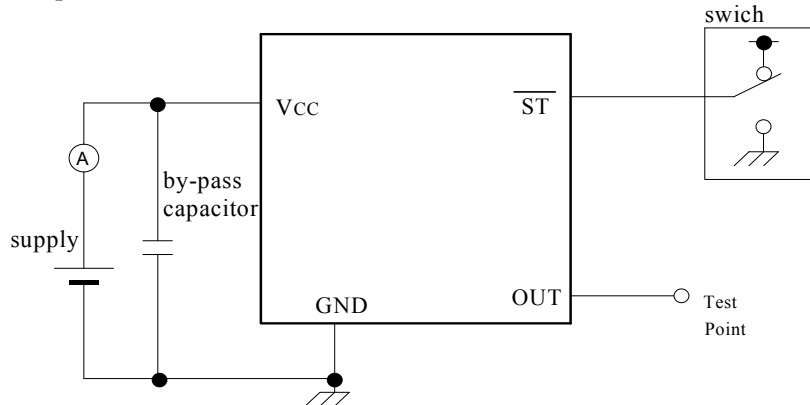 swich
VCC
ST
A
by-pass
capacitor
supply
GND
OUT
Test
Point